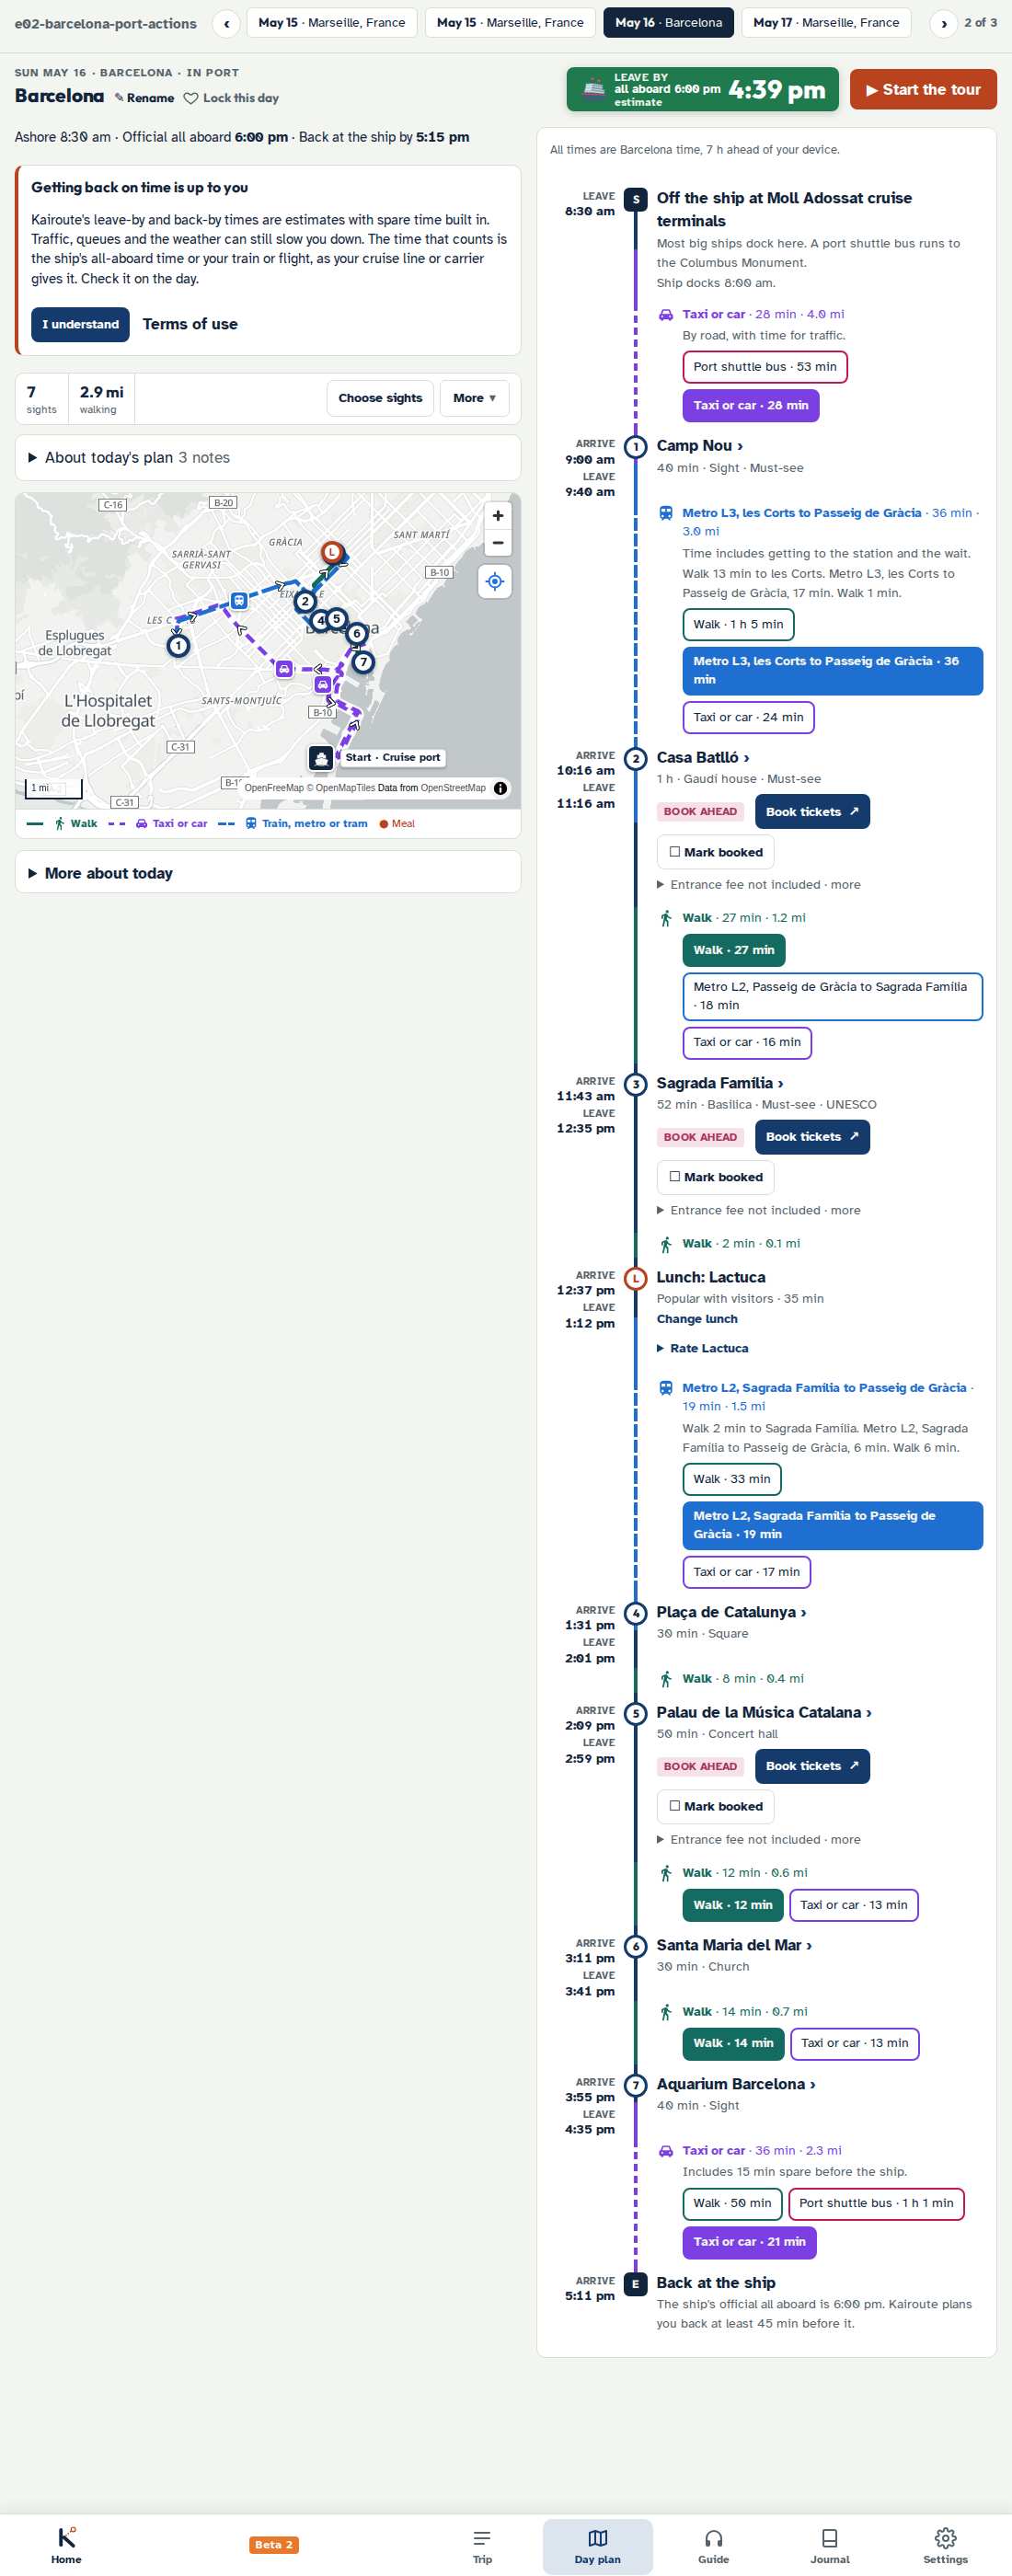 e02-barcelona-port-actions
‹
May 15 · Marseille, France
May 15 · Marseille, France
May 16 · Barcelona
May 17 · Marseille, France
›
2 of 3
SUN MAY 16 · BARCELONA · IN PORT
Barcelona ✎ Rename ♡ Lock this day
LEAVE BY
all aboard 6:00 pm
estimate
4:39 pm
▶ Start the tour
Ashore 8:30 am · Official all aboard 6:00 pm · Back at the ship by 5:15 pm
Getting back on time is up to you
Kairoute's leave-by and back-by times are estimates with spare time built in.
Traffic, queues and the weather can still slow you down. The time that counts is
the ship's all-aboard time or your train or flight, as your cruise line or carrier
gives it. Check it on the day.
I understand
Terms of use
7
sights
2.9 mi
walking
Choose sights
More ▾
▶ About today's plan 3 notes
C-16
B-20
SANT MARTÍ
GRÀCIA
SARRIÀ-SANT
GERVASI
B-10
L
2
4
5
6
7
1
Esplugues
de Llobregat
L'Hospitalet
de Llobregat
SANTS-MONTJUÏC
B-10
C-31
Start · Cruise port
1 mi
C-31
OpenFreeMap © OpenMapTiles Data from OpenStreetMap
+
−
Walk
Taxi or car
Train, metro or tram
Meal
▶ More about today
All times are Barcelona time, 7 h ahead of your device.
LEAVE
8:30 am
S
Off the ship at Moll Adossat cruise
terminals
Most big ships dock here. A port shuttle bus runs to
the Columbus Monument.
Ship docks 8:00 am.
Taxi or car · 28 min · 4.0 mi
By road, with time for traffic.
Port shuttle bus · 53 min
Taxi or car · 28 min
ARRIVE
9:00 am
LEAVE
9:40 am
1
Camp Nou ›
40 min · Sight · Must-see
Metro L3, les Corts to Passeig de Gràcia · 36 min ·
3.0 mi
Time includes getting to the station and the wait.
Walk 13 min to les Corts. Metro L3, les Corts to
Passeig de Gràcia, 17 min. Walk 1 min.
Walk · 1 h 5 min
Metro L3, les Corts to Passeig de Gràcia · 36
min
Taxi or car · 24 min
ARRIVE
10:16 am
LEAVE
11:16 am
2
Casa Batlló ›
1 h · Gaudí house · Must-see
BOOK AHEAD
Book tickets ↗
☐ Mark booked
▶ Entrance fee not included · more
Walk · 27 min · 1.2 mi
Walk · 27 min
Metro L2, Passeig de Gràcia to Sagrada Família
· 18 min
Taxi or car · 16 min
ARRIVE
11:43 am
LEAVE
12:35 pm
3
Sagrada Família ›
52 min · Basilica · Must-see · UNESCO
BOOK AHEAD
Book tickets ↗
☐ Mark booked
▶ Entrance fee not included · more
Walk · 2 min · 0.1 mi
ARRIVE
12:37 pm
LEAVE
1:12 pm
L
Lunch: Lactuca
Popular with visitors · 35 min
Change lunch
▶ Rate Lactuca
Metro L2, Sagrada Família to Passeig de Gràcia ·
19 min · 1.5 mi
Walk 2 min to Sagrada Família. Metro L2, Sagrada
Família to Passeig de Gràcia, 6 min. Walk 6 min.
Walk · 33 min
Metro L2, Sagrada Família to Passeig de
Gràcia · 19 min
Taxi or car · 17 min
ARRIVE
1:31 pm
LEAVE
2:01 pm
4
Plaça de Catalunya ›
30 min · Square
Walk · 8 min · 0.4 mi
ARRIVE
2:09 pm
LEAVE
2:59 pm
5
Palau de la Música Catalana ›
50 min · Concert hall
BOOK AHEAD
Book tickets ↗
☐ Mark booked
▶ Entrance fee not included · more
Walk · 12 min · 0.6 mi
Walk · 12 min
Taxi or car · 13 min
ARRIVE
3:11 pm
LEAVE
3:41 pm
6
Santa Maria del Mar ›
30 min · Church
Walk · 14 min · 0.7 mi
Walk · 14 min
Taxi or car · 13 min
ARRIVE
3:55 pm
LEAVE
4:35 pm
7
Aquarium Barcelona ›
40 min · Sight
Taxi or car · 36 min · 2.3 mi
Includes 15 min spare before the ship.
Walk · 50 min
Port shuttle bus · 1 h 1 min
Taxi or car · 21 min
ARRIVE
5:11 pm
E
Back at the ship
The ship's official all aboard is 6:00 pm. Kairoute plans
you back at least 45 min before it.
Home
Beta 2
Trip
Day plan
Guide
Journal
Settings